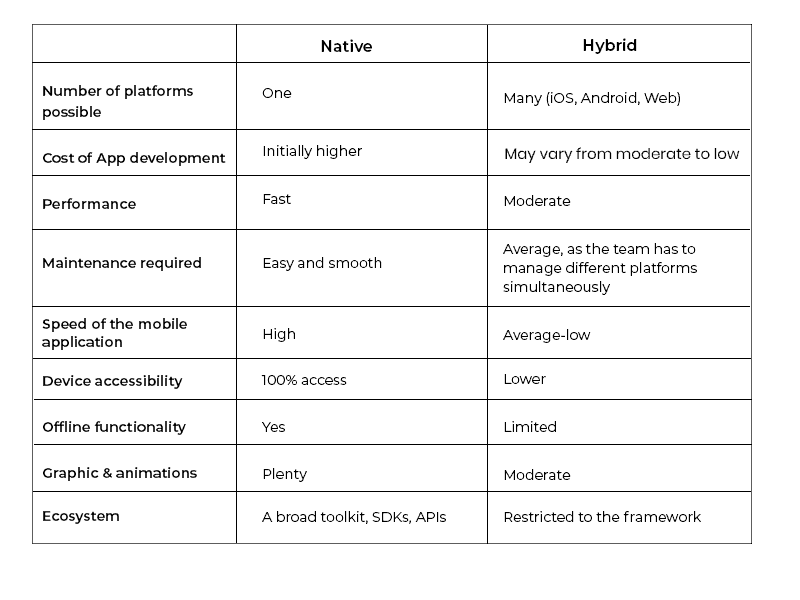 Native
Hybrid
Number of platforms
possible
One
Many (iOS, Android, Web)
Cost of App development
Initially higher
May vary from moderate to low
Performance
Fast
Moderate
Maintenance required
Easy and smooth
Average, as the team has to
manage different platforms
simultaneously
Speed of the mobile
application
High
Average-low
Device accessibility
100% access
Lower
Offline functionality
Yes
Limited
Graphic & animations
Plenty
Moderate
Ecosystem
A broad toolkit, SDKs, APIs
Restricted to the framework